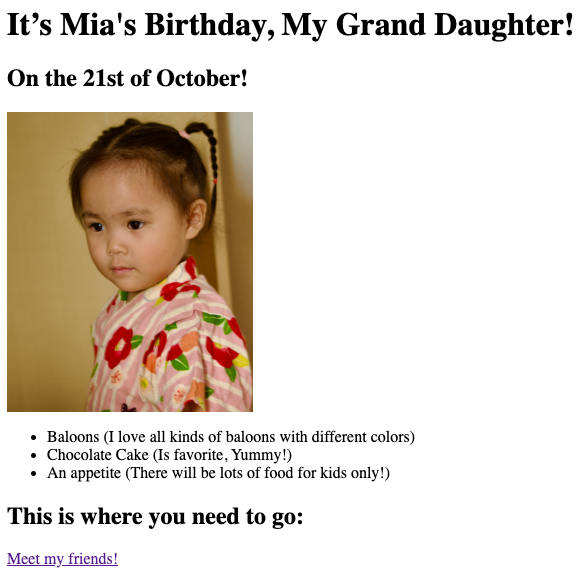 It’s Mia's Birthday, My Grand Daughter!
On the 21st of October!
• Baloons (I love all kinds of baloons with different colors)
• Chocolate Cake (Is favorite, Yummy!)
• An appetite (There will be lots of food for kids only!)
This is where you need to go:
Meet my friends!